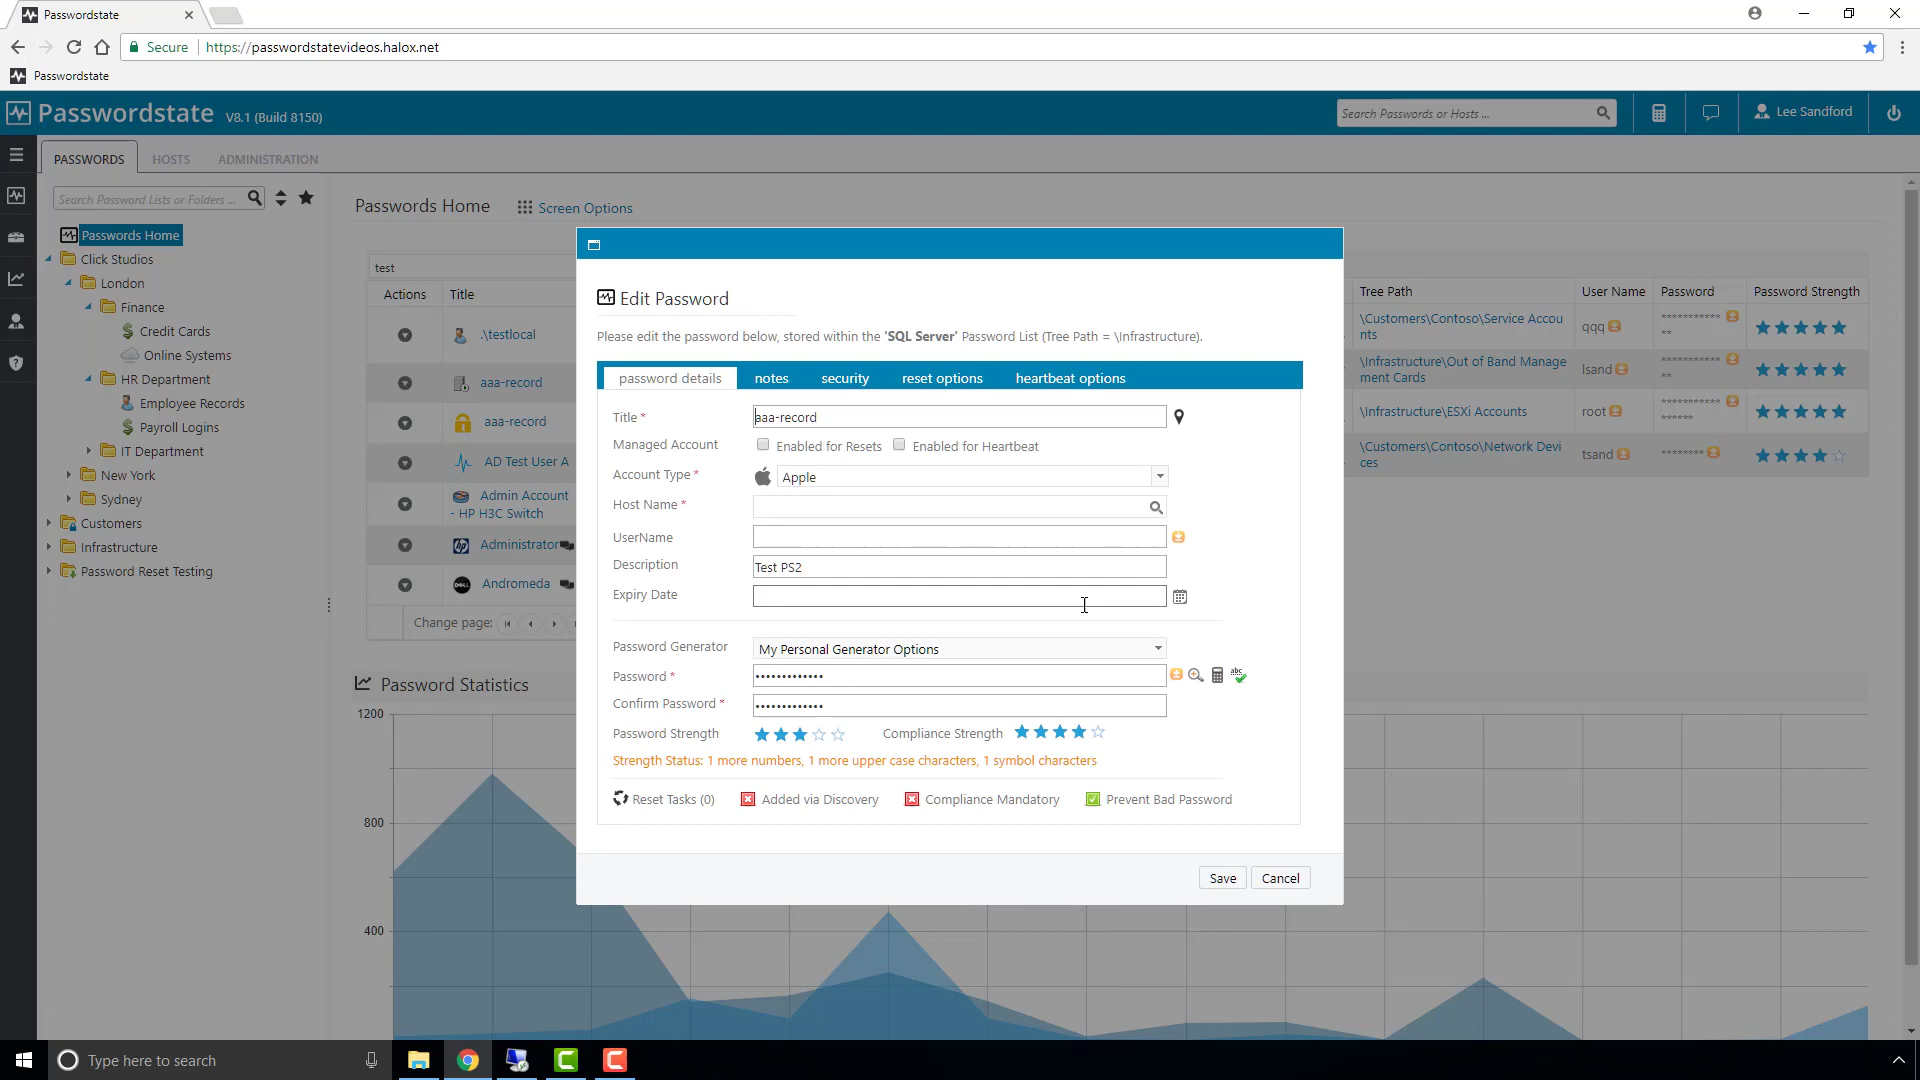 Passwordstate
Secure https://passwordstatevideos.halox.net
Passwordstate
Passwordstate V8.1 (Build 8150)
Search Passwords or Hosts ...
Lee Sandford
PASSWORDS HOSTS ADMINISTRATION
Search Password Lists or Folders ...
Passwords Home
Click Studios
London
Finance
Credit Cards
Online Systems
HR Department
Employee Records
Payroll Logins
IT Department
New York
Sydney
Customers
Infrastructure
Password Reset Testing
Passwords Home Screen Options
test
Actions Title
.\testlocal
aaa-record
aaa-record
AD Test User A
Admin Account
- HP H3C Switch
Administrator
Andromeda
Change page:
Tree Path User Name Password Password Strength
\Customers\Contoso\Service Accou
nts
qqq ***********
**
\Infrastructure\Out of Band Manage
ment Cards
lsand ***********
**
\Infrastructure\ESXi Accounts
root ***********
******
\Customers\Contoso\Network Devi
ces
tsand ********
Edit Password
Please edit the password below, stored within the 'SQL Server' Password List (Tree Path = \Infrastructure).
password details notes security reset options heartbeat options
Title * aaa-record
Managed Account Enabled for Resets Enabled for Heartbeat
Account Type * Apple
Host Name *
UserName
Description Test PS2
Expiry Date
Password Generator My Personal Generator Options
Password * •••••••••••••
abc
Confirm Password * •••••••••••••
Password Strength Compliance Strength
Strength Status: 1 more numbers, 1 more upper case characters, 1 symbol characters
Reset Tasks (0) Added via Discovery Compliance Mandatory Prevent Bad Password
Save Cancel
Password Statistics
1200
800
400
Type here to search